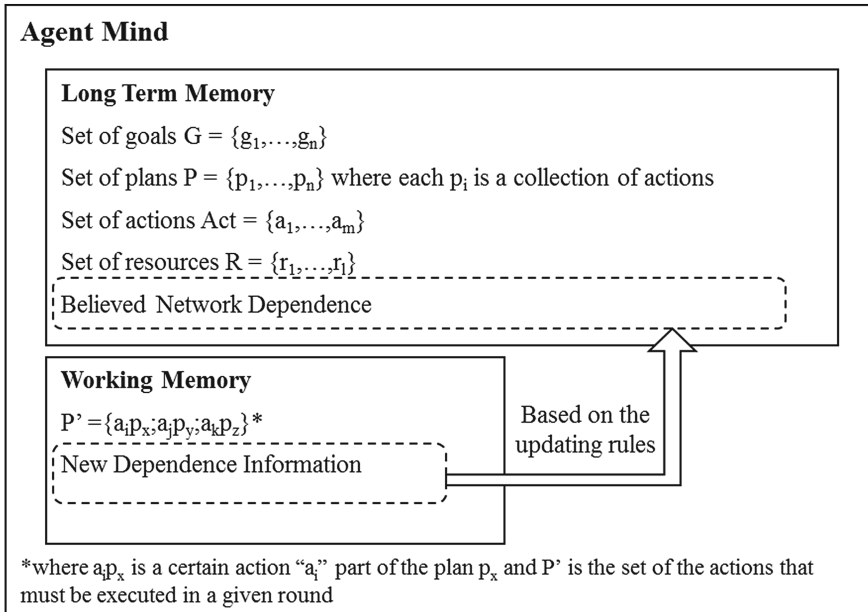 Agent Mind
Long Term Memory
Set of goals G = {g₁,…,gₙ}
Set of plans P = {p₁,…,pₙ} where each pᵢ is a collection of actions
Set of actions Act = {a₁,…,aₘ}
Set of resources R = {r₁,…,rₗ}
Believed Network Dependence
Working Memory
P’ ={aᵢpₓ;aⱼp_y;aₖp_z}*
New Dependence Information
Based on the
updating rules
*where aᵢpₓ is a certain action “aᵢ” part of the plan pₓ and P’ is the set of the actions that
must be executed in a given round